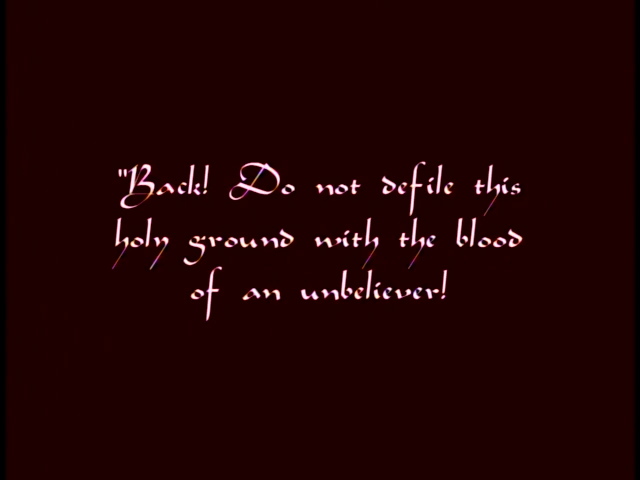 "Back! Do not defile this
holy ground with the blood
of an unbeliever!